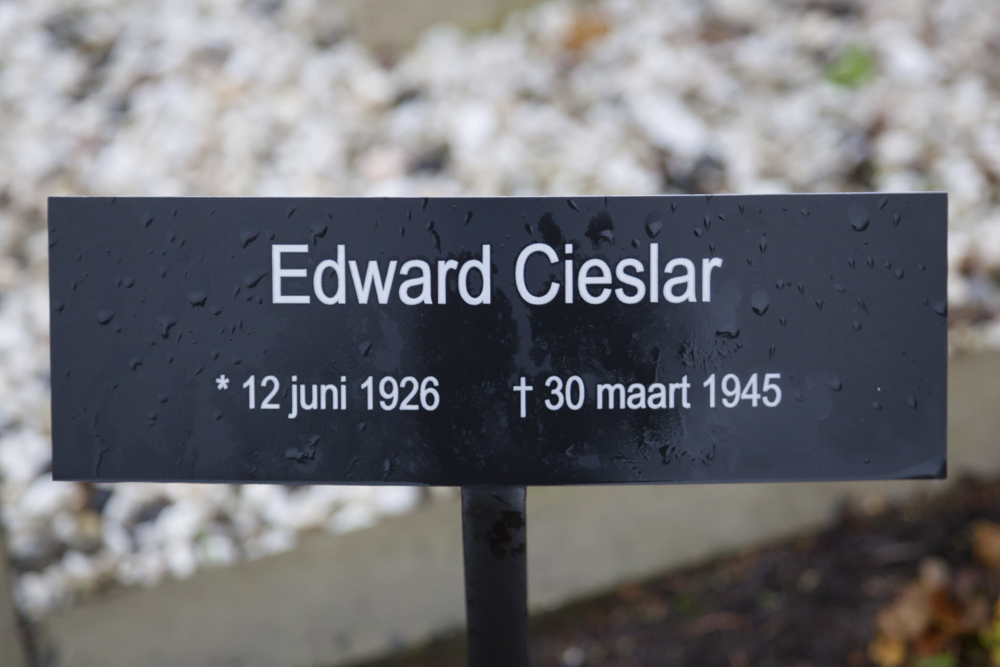 Edward Cieslar
* 12 juni 1926 † 30 maart 1945